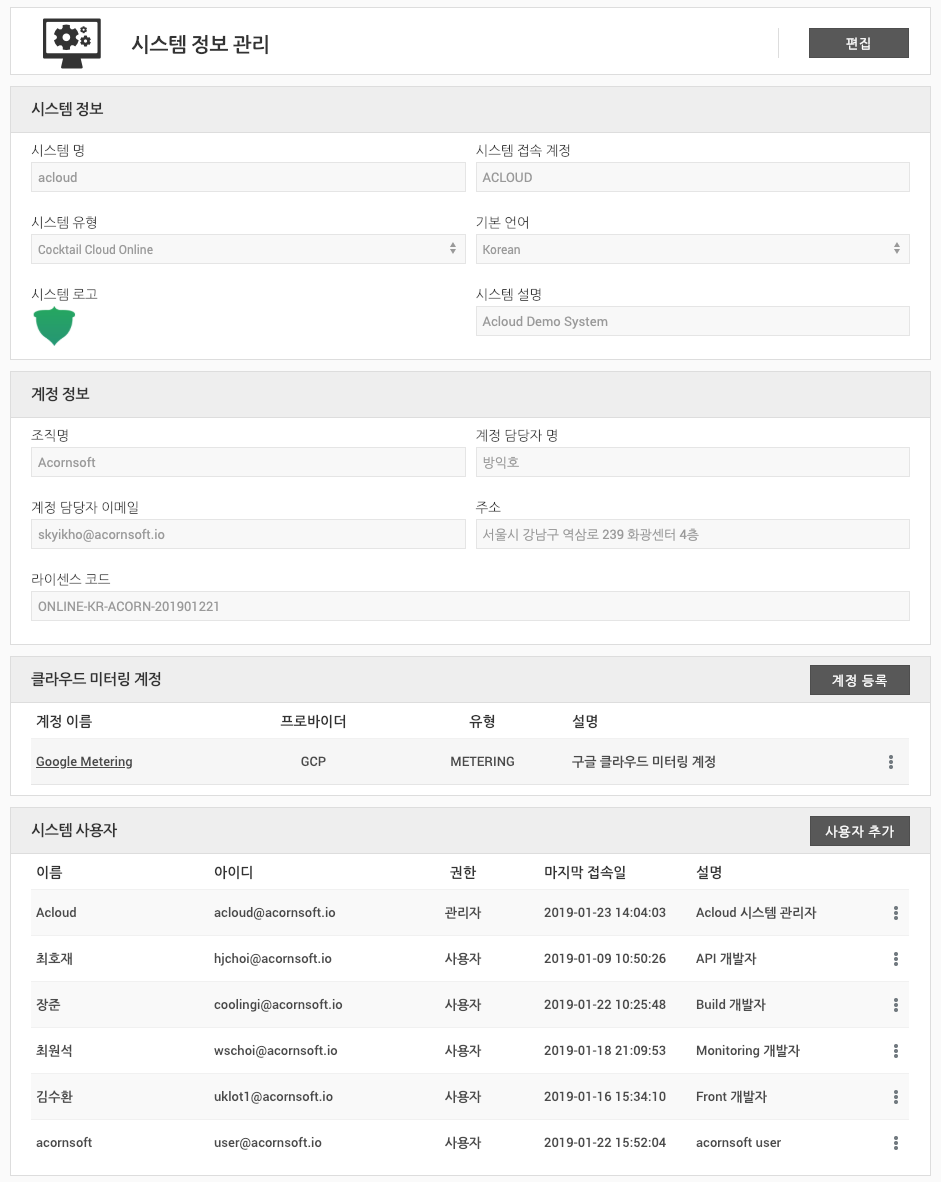 시스템 정보 관리 편집
시스템 정보
시스템 명 시스템 접속 계정
acloud ACLOUD
시스템 유형 기본 언어
Cocktail Cloud Online Korean
시스템 로고 시스템 설명
Acloud Demo System
계정 정보
조직명 계정 담당자 명
Acornsoft 방익호
계정 담당자 이메일 주소
skyikho@acornsoft.io 서울시 강남구 역삼로 239 화광센터 4층
라이센스 코드
ONLINE-KR-ACORN-201901221
클라우드 미터링 계정 계정 등록
계정 이름 프로바이더 유형 설명
Google Metering GCP METERING 구글 클라우드 미터링 계정
시스템 사용자 사용자 추가
이름 아이디 권한 마지막 접속일 설명
Acloud acloud@acornsoft.io 관리자 2019-01-23 14:04:03 Acloud 시스템 관리자
최호재 hjchoi@acornsoft.io 사용자 2019-01-09 10:50:26 API 개발자
장준 coolingi@acornsoft.io 사용자 2019-01-22 10:25:48 Build 개발자
최원석 wschoi@acornsoft.io 사용자 2019-01-18 21:09:53 Monitoring 개발자
김수환 uklot1@acornsoft.io 사용자 2019-01-16 15:34:10 Front 개발자
acornsoft user@acornsoft.io 사용자 2019-01-22 15:52:04 acornsoft user